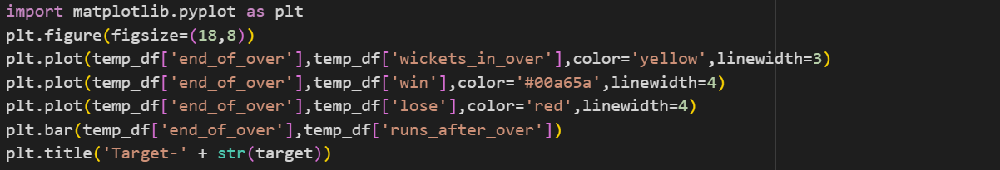 import matplotlib.pyplot as plt
plt.figure(figsize=(18,8))
plt.plot(temp_df['end_of_over'],temp_df['wickets_in_over'],color='yellow',linewidth=3)
plt.plot(temp_df['end_of_over'],temp_df['win'],color='#00a65a',linewidth=4)
plt.plot(temp_df['end_of_over'],temp_df['lose'],color='red',linewidth=4)
plt.bar(temp_df['end_of_over'],temp_df['runs_after_over'])
plt.title('Target-' + str(target))